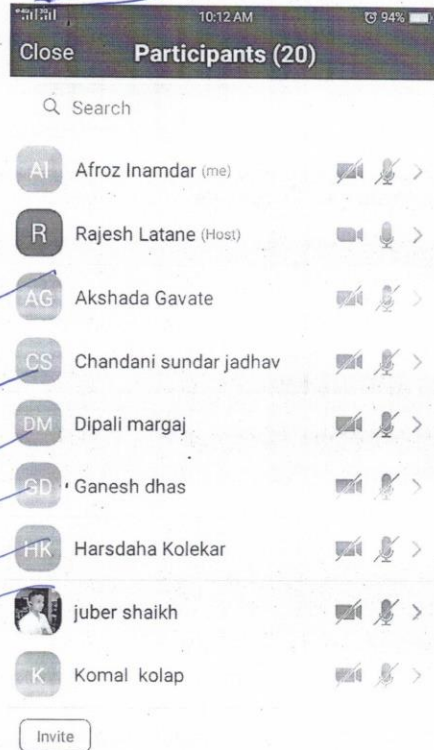 10:12 AM 94%
Close Participants (20)
Search
AI Afroz Inamdar (me)
R Rajesh Latane (Host)
AG Akshada Gavate
CS Chandani sundar jadhav
DM Dipali margaj
GD Ganesh dhas
HK Harsdaha Kolekar
juber shaikh
K Komal kolap
Invite